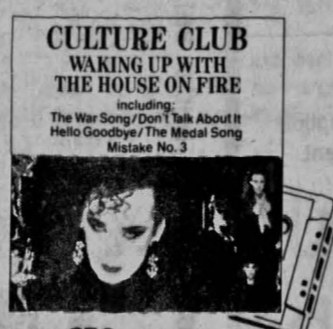 CULTURE CLUB
WAKING UP WITH
THE HOUSE ON FIRE
including:
The War Song/Don't Talk About It
Hello Goodbye/The Medal Song
Mistake No. 3